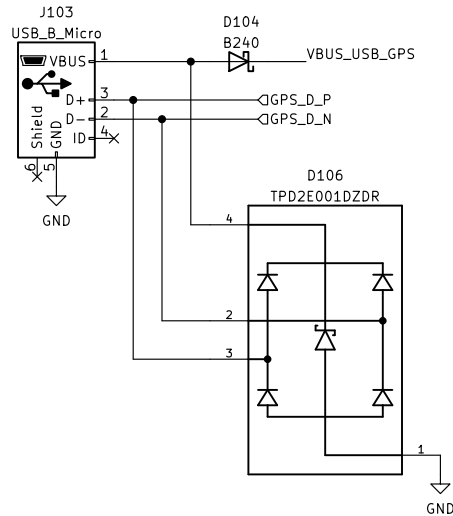 J103
USB_B_Micro
VBUS
1
D+
3
D-
2
ID
4
Shield
GND
6
5
GND
D104
B240
VBUS_USB_GPS
GPS_D_P
GPS_D_N
D106
TPD2E001DZDR
4
2
3
1
GND